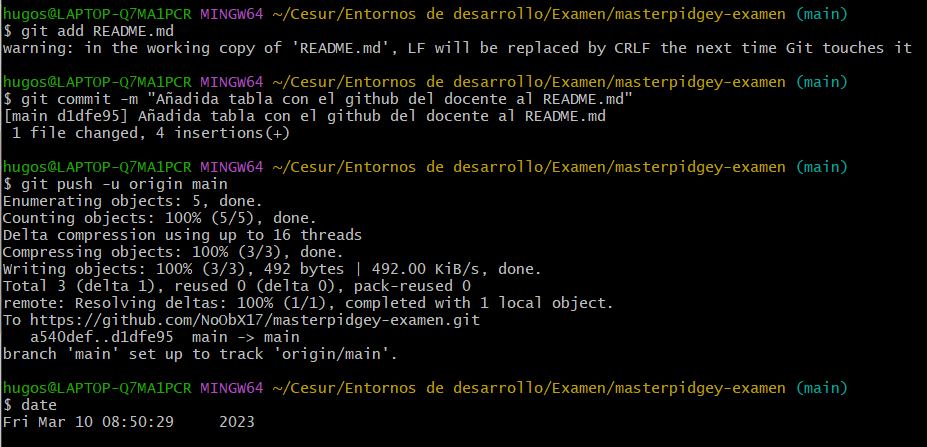 hugos@LAPTOP-Q7MA1PCR MINGW64 ~/Cesur/Entornos de desarrollo/Examen/masterpidgey-examen (main)
$ git add README.md
warning: in the working copy of 'README.md', LF will be replaced by CRLF the next time Git touches it
hugos@LAPTOP-Q7MA1PCR MINGW64 ~/Cesur/Entornos de desarrollo/Examen/masterpidgey-examen (main)
$ git commit -m "Añadida tabla con el github del docente al README.md"
[main d1dfe95] Añadida tabla con el github del docente al README.md
 1 file changed, 4 insertions(+)
hugos@LAPTOP-Q7MA1PCR MINGW64 ~/Cesur/Entornos de desarrollo/Examen/masterpidgey-examen (main)
$ git push -u origin main
Enumerating objects: 5, done.
Counting objects: 100% (5/5), done.
Delta compression using up to 16 threads
Compressing objects: 100% (3/3), done.
Writing objects: 100% (3/3), 492 bytes | 492.00 KiB/s, done.
Total 3 (delta 1), reused 0 (delta 0), pack-reused 0
remote: Resolving deltas: 100% (1/1), completed with 1 local object.
To https://github.com/NoObX17/masterpidgey-examen.git
   a540def..d1dfe95  main -> main
branch 'main' set up to track 'origin/main'.
hugos@LAPTOP-Q7MA1PCR MINGW64 ~/Cesur/Entornos de desarrollo/Examen/masterpidgey-examen (main)
$ date
Fri Mar 10 08:50:29     2023